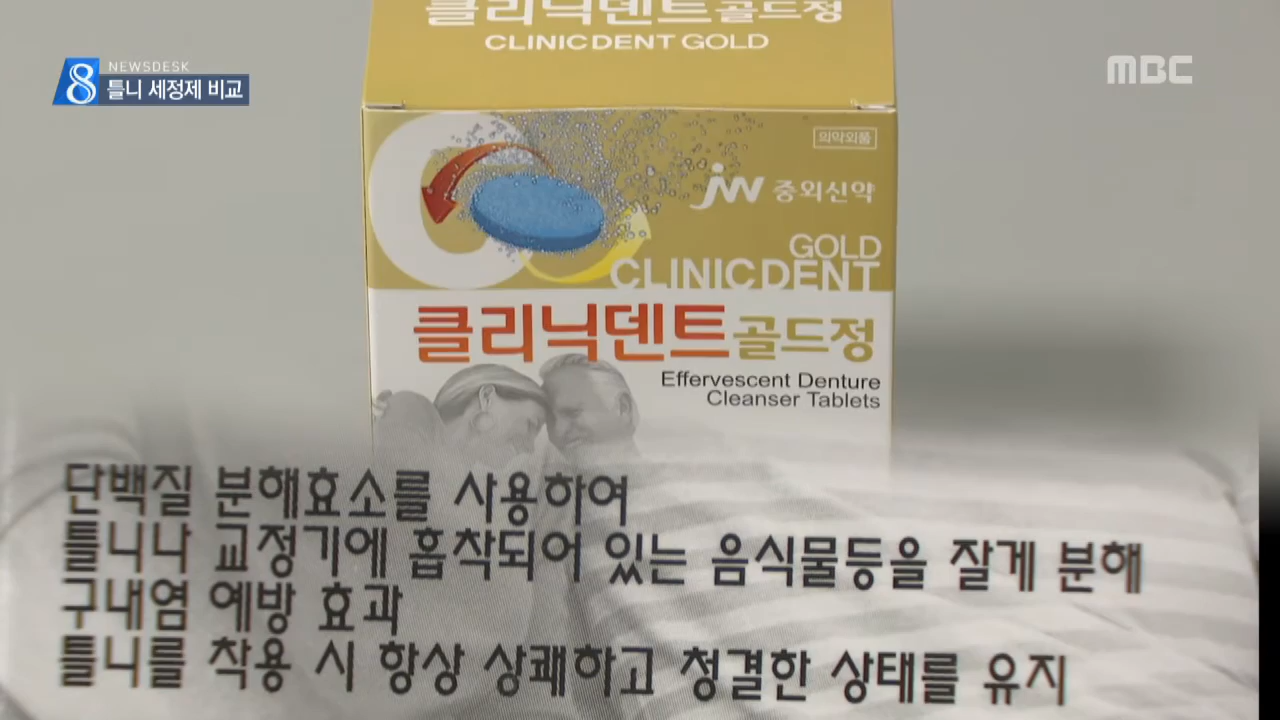 클리닉덴트골드정
CLINICDENT GOLD
NEWSDESK
8 틀니 세정제 비교
MBC
의약외품
jw 중외신약
GOLD
CLINICDENT
클리닉덴트골드정
Effervescent Denture
Cleanser Tablets
단백질 분해효소를 사용하여
틀니나 교정기에 흡착되어 있는 음식물등을 잘게 분해
구내염 예방 효과
틀니를 착용 시 항상 상쾌하고 청결한 상태를 유지